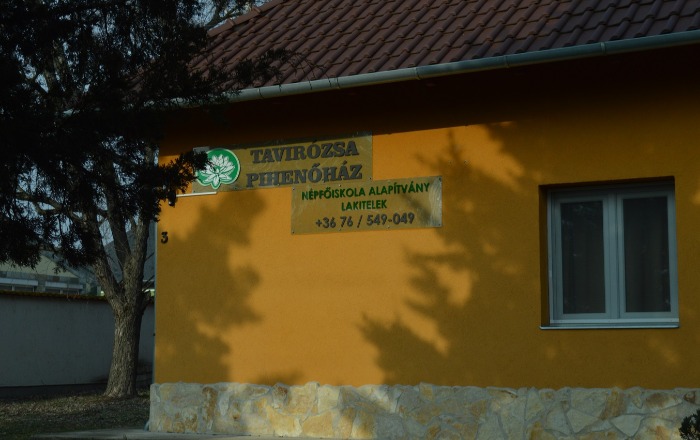 TAVIRÓZSA
PIHENŐHÁZ
NÉPFŐISKOLA ALAPÍTVÁNY
LAKITELEK
+36 76 / 549-049
3